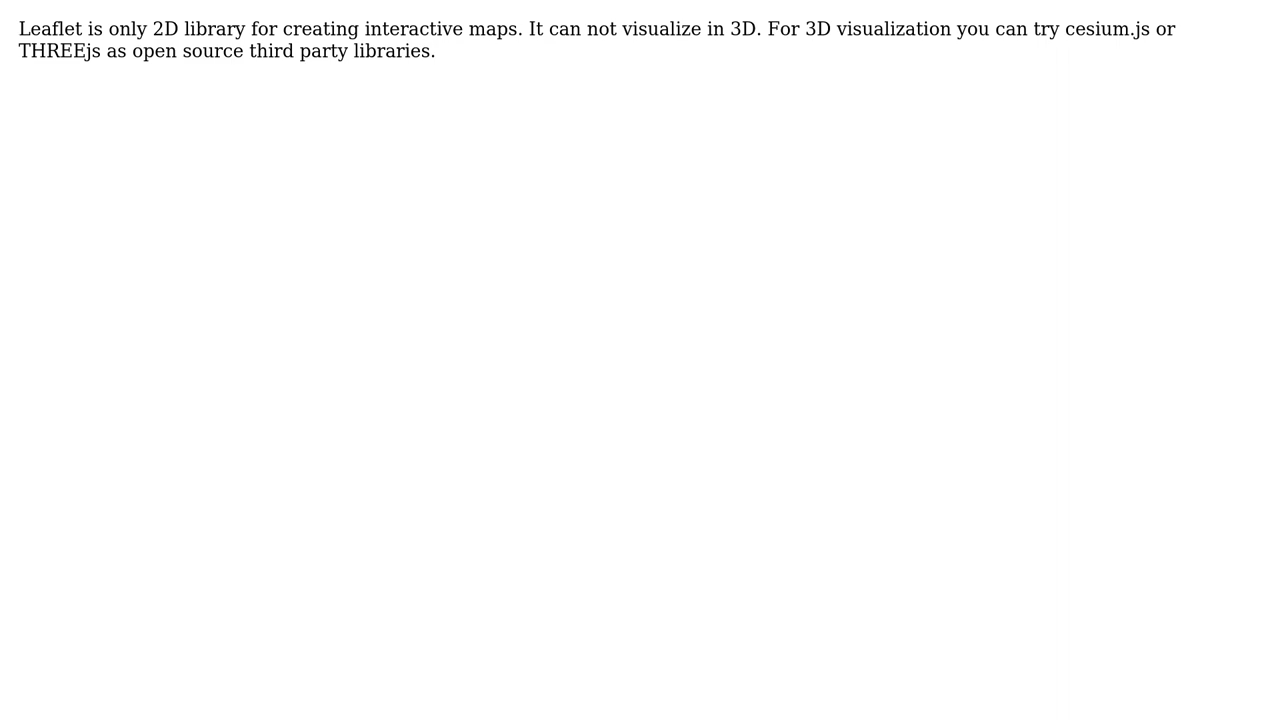 Leaflet is only 2D library for creating interactive maps. It can not visualize in 3D. For 3D visualization you can try cesium.js or
THREEjs as open source third party libraries.